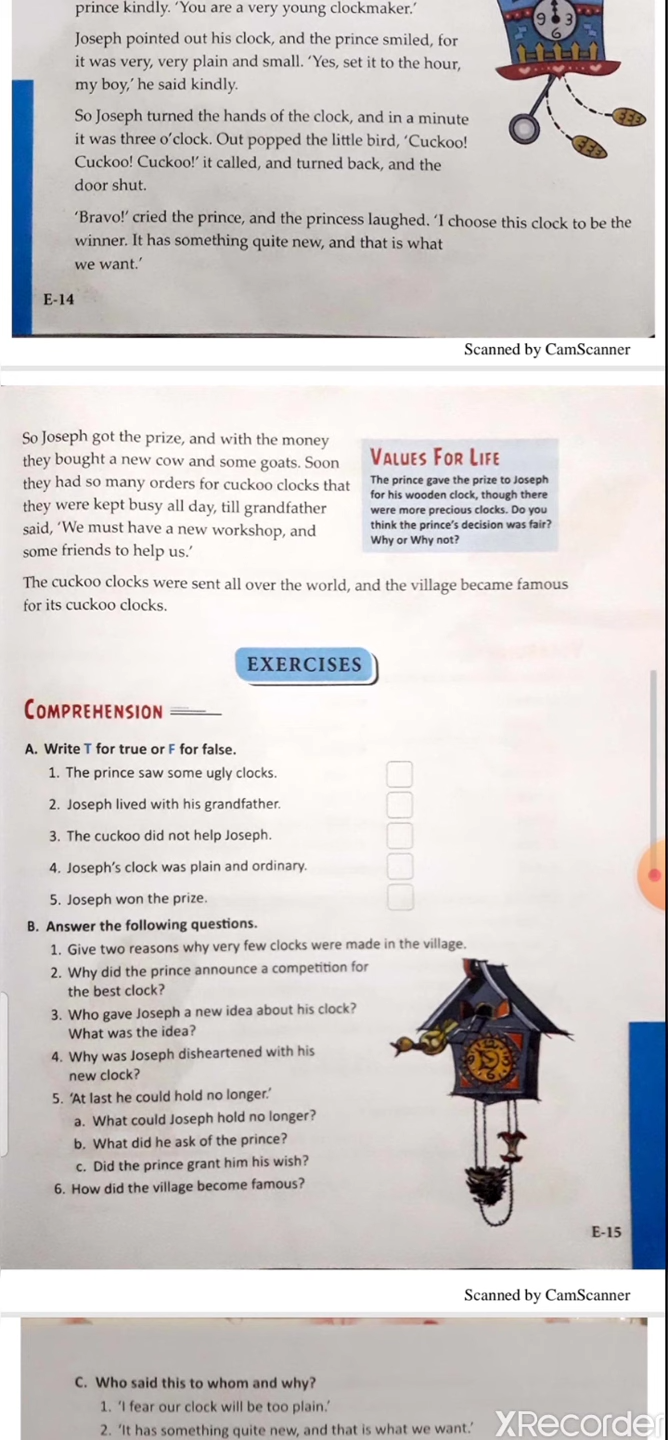 prince kindly. 'You are a very young clockmaker.'
Joseph pointed out his clock, and the prince smiled, for
it was very, very plain and small. 'Yes, set it to the hour,
my boy,' he said kindly.
So Joseph turned the hands of the clock, and in a minute
it was three o'clock. Out popped the little bird, 'Cuckoo!
Cuckoo! Cuckoo!' it called, and turned back, and the
door shut.
'Bravo!' cried the prince, and the princess laughed. 'I choose this clock to be the
winner. It has something quite new, and that is what
we want.'
9 3
6
E-14
Scanned by CamScanner
So Joseph got the prize, and with the money
they bought a new cow and some goats. Soon
they had so many orders for cuckoo clocks that
they were kept busy all day, till grandfather
said, 'We must have a new workshop, and
some friends to help us.'
VALUES FOR LIFE
The prince gave the prize to Joseph
for his wooden clock, though there
were more precious clocks. Do you
think the prince's decision was fair?
Why or Why not?
The cuckoo clocks were sent all over the world, and the village became famous
for its cuckoo clocks.
EXERCISES
COMPREHENSION
A. Write T for true or F for false.
1. The prince saw some ugly clocks.
2. Joseph lived with his grandfather.
3. The cuckoo did not help Joseph.
4. Joseph's clock was plain and ordinary.
5. Joseph won the prize.
B. Answer the following questions.
1. Give two reasons why very few clocks were made in the village.
2. Why did the prince announce a competition for
the best clock?
3. Who gave Joseph a new idea about his clock?
What was the idea?
4. Why was Joseph disheartened with his
new clock?
5. 'At last he could hold no longer.'
a. What could Joseph hold no longer?
b. What did he ask of the prince?
c. Did the prince grant him his wish?
6. How did the village become famous?
E-15
Scanned by CamScanner
C. Who said this to whom and why?
1. 'I fear our clock will be too plain.'
2. 'It has something quite new, and that is what we want.'
XRecorder